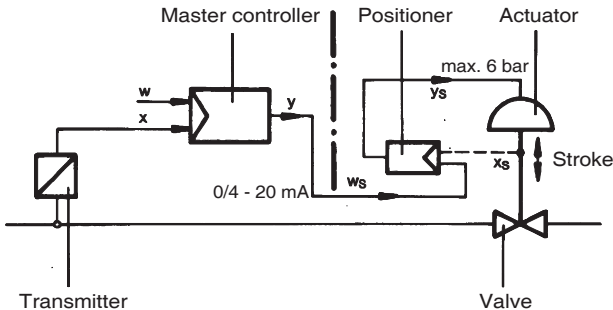 Master controller
Positioner
Actuator
max. 6 bar
w
y
yS
x
xS
Stroke
wS
0/4 - 20 mA
Transmitter
Valve